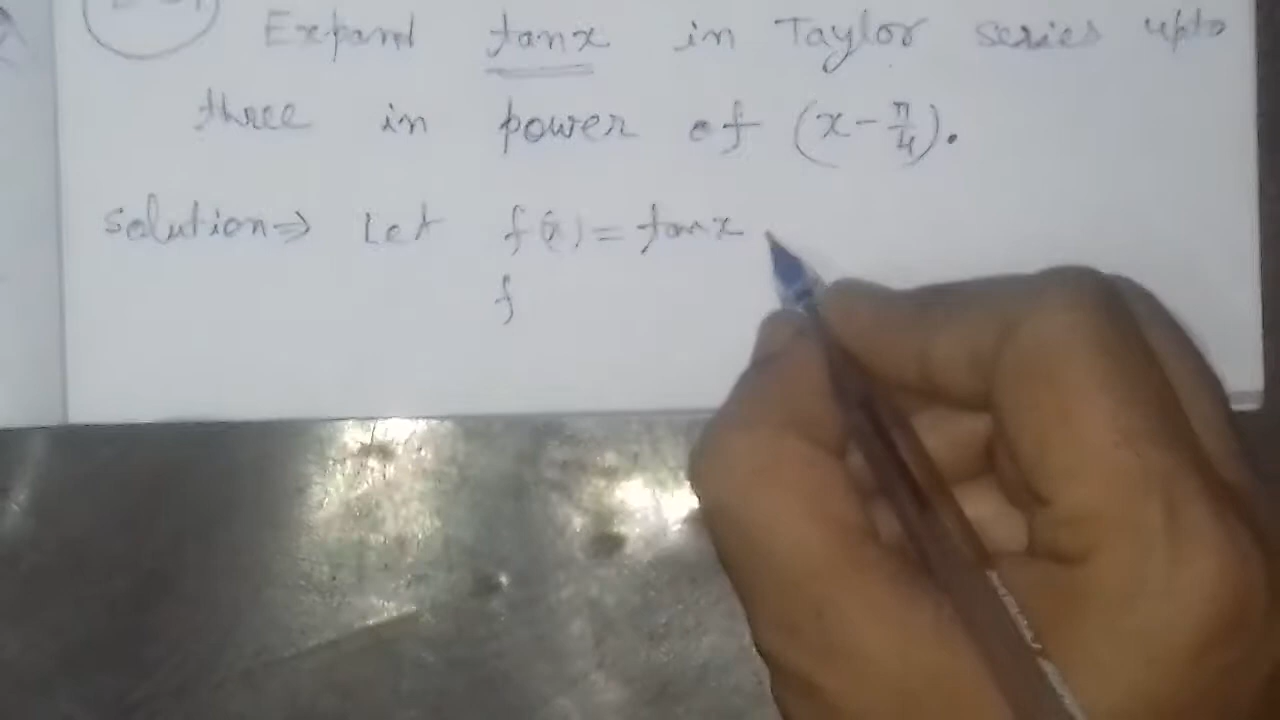 Expand tanx in Taylor series upto
three in power of (x - π/4).
Solution⇒ Let f(x) = tanx
f